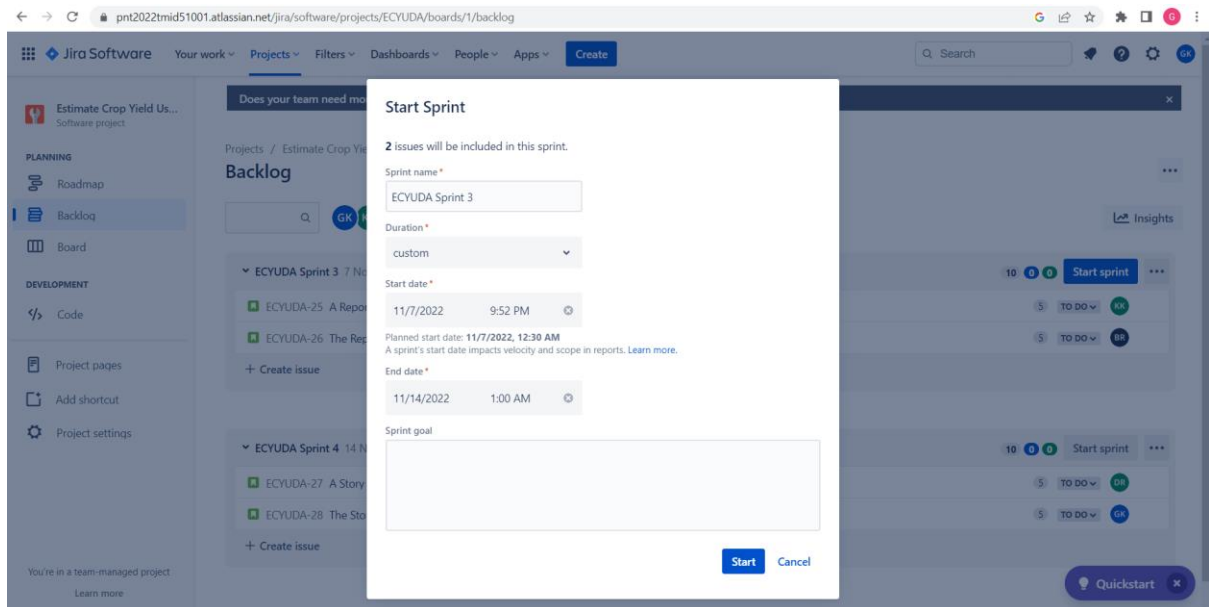 pnt2022tmid51001.atlassian.net/jira/software/projects/ECYUDA/boards/1/backlog
G
Jira Software Your work Projects Filters Dashboards People Apps Create Search GK
Estimate Crop Yield Us...
Software project
PLANNING
Roadmap
Backlog
Board
DEVELOPMENT
Code
Project pages
Add shortcut
Project settings
You're in a team-managed project
Learn more
Does your team need
Projects / Estimate Crop
Backlog
GK
Insights
ECYUDA Sprint 3 7 10 0 0 Start sprint
ECYUDA-25 A 5 TO DO KK
ECYUDA-26 The 5 TO DO BR
+ Create issue
ECYUDA Sprint 4 14 10 0 0 Start sprint
ECYUDA-27 A Story 5 TO DO DR
ECYUDA-28 The 5 TO DO GK
+ Create issue
Start Sprint
2 issues will be included in this sprint.
Sprint name*
ECYUDA Sprint 3
Duration*
custom
Start date*
11/7/2022 9:52 PM
Planned start date: 11/7/2022, 12:30 AM
A sprint's start date impacts velocity and scope in reports. Learn more.
End date*
11/14/2022 1:00 AM
Sprint goal
Start Cancel
Quickstart